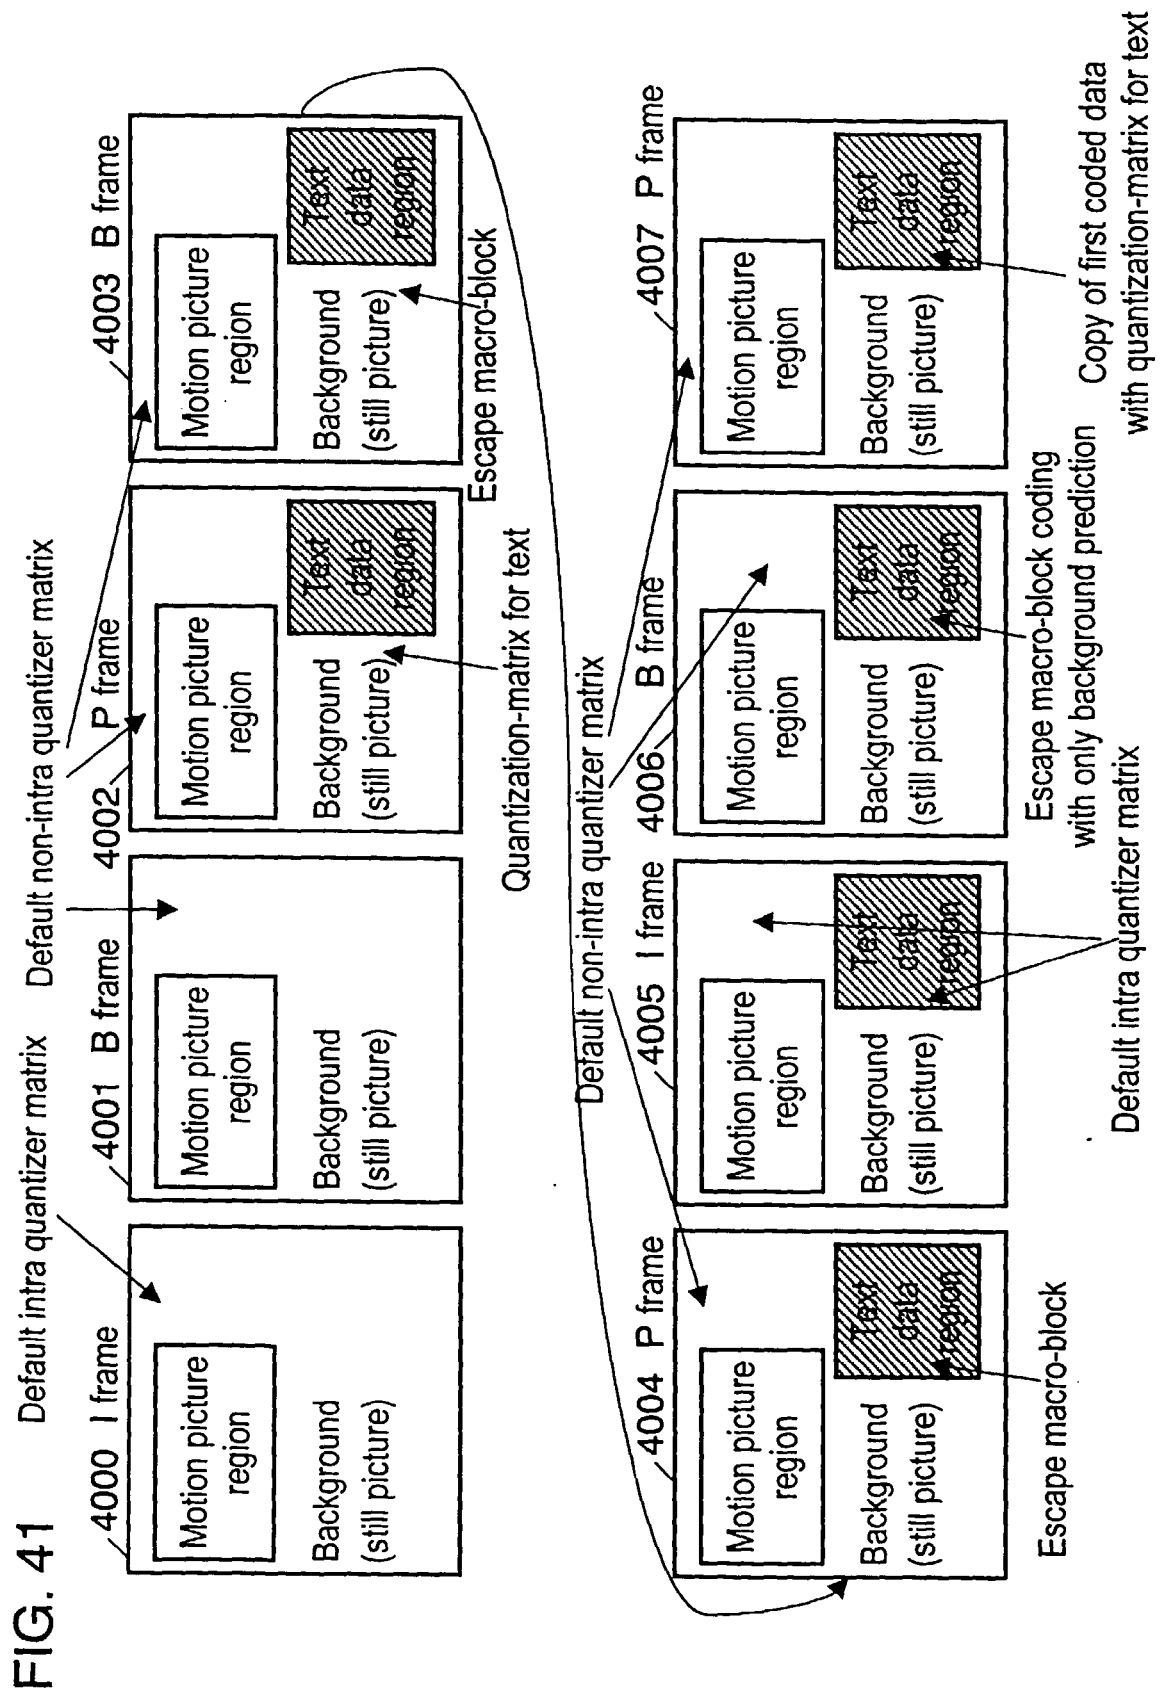 FIG. 41
Default intra quantizer matrix
Default non-intra quantizer matrix
4000 I frame
Motion picture
region
Background
(still picture)
4001 B frame
Motion picture
region
Background
(still picture)
4002 P frame
Motion picture
region
Background
(still picture)
Text
data
region
Quantization-matrix for text
4003 B frame
Motion picture
region
Background
(still picture)
Text
data
region
Escape macro-block
Default non-intra quantizer matrix
4004 P frame
Motion picture
region
Background
(still picture)
Text
data
region
Escape macro-block
4005 I frame
Motion picture
region
Background
(still picture)
Text
data
region
Default intra quantizer matrix
4006 B frame
Motion picture
region
Background
(still picture)
Text
data
region
Escape macro-block coding
with only background prediction
4007 P frame
Motion picture
region
Background
(still picture)
Text
data
region
Copy of first coded data
with quantization-matrix for text